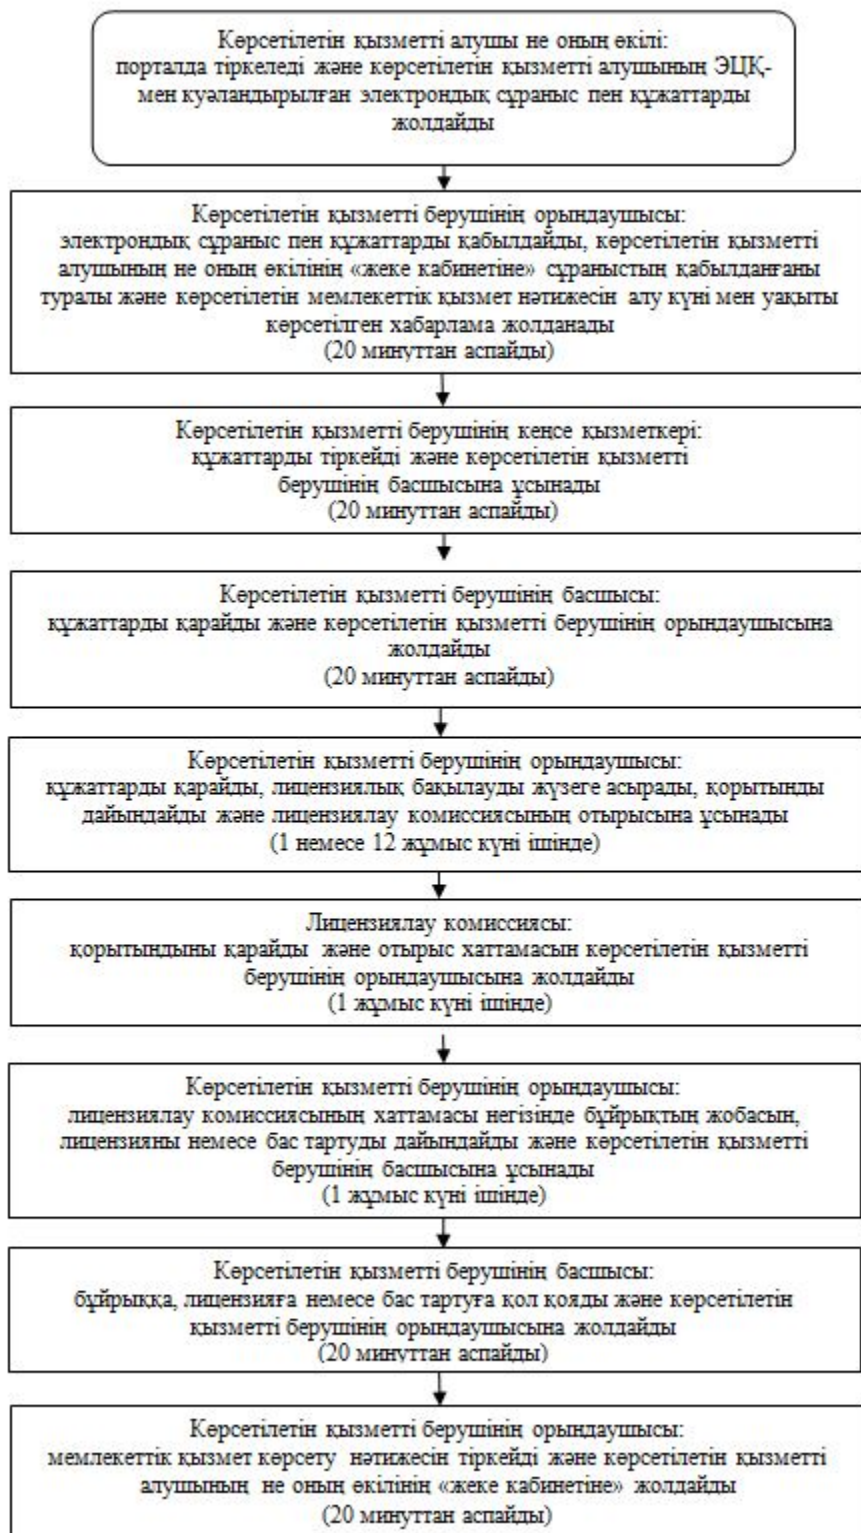 Көрсетілетін қызметті алушы не оның өкілі:
порталда тіркеледі және көрсетілетін қызметті алушының ЭЦҚ-
мен куәландырылған электрондық сұраныс пен құжаттарды
жолдайды
Көрсетілетін қызметті берушінің орындаушысы:
электрондық сұраныс пен құжаттарды қабылдайды, көрсетілетін қызметті
алушының не оның өкілінің «жеке кабинетіне» сұраныстың қабылданғаны
туралы және көрсетілетін мемлекеттік қызмет нәтижесін алу күні мен уақыты
көрсетілген хабарлама жолданады
(20 минуттан аспайды)
Көрсетілетін қызметті берушінің кеңсе қызметкері:
құжаттарды тіркейді және көрсетілетін қызметті
берушінің басшысына ұсынады
(20 минуттан аспайды)
Көрсетілетін қызметті берушінің басшысы:
құжаттарды қарайды және көрсетілетін қызметті берушінің орындаушысына
жолдайды
(20 минуттан аспайды)
Көрсетілетін қызметті берушінің орындаушысы:
құжаттарды қарайды, лицензиялық бақылауды жүзеге асырады, қорытынды
дайындайды және лицензиялау комиссиясының отырысына ұсынады
(1 немесе 12 жұмыс күні ішінде)
Лицензиялау комиссиясы:
қорытындыны қарайды және отырыс хаттамасын көрсетілетін қызметті
берушінің орындаушысына жолдайды
(1 жұмыс күні ішінде)
Көрсетілетін қызметті берушінің орындаушысы:
лицензиялау комиссиясының хаттамасы негізінде бұйрықтың жобасын,
лицензияны немесе бас тартуды дайындайды және көрсетілетін қызметті
берушінің басшысына ұсынады
(1 жұмыс күні ішінде)
Көрсетілетін қызметті берушінің басшысы:
бұйрыққа, лицензияға немесе бас тартуға қол қояды және көрсетілетін
қызметті берушінің орындаушысына жолдайды
(20 минуттан аспайды)
Көрсетілетін қызметті берушінің орындаушысы:
мемлекеттік қызмет көрсету нәтижесін тіркейді және көрсетілетін қызметті
алушының не оның өкілінің «жеке кабинетіне» жолдайды
(20 минуттан аспайды)